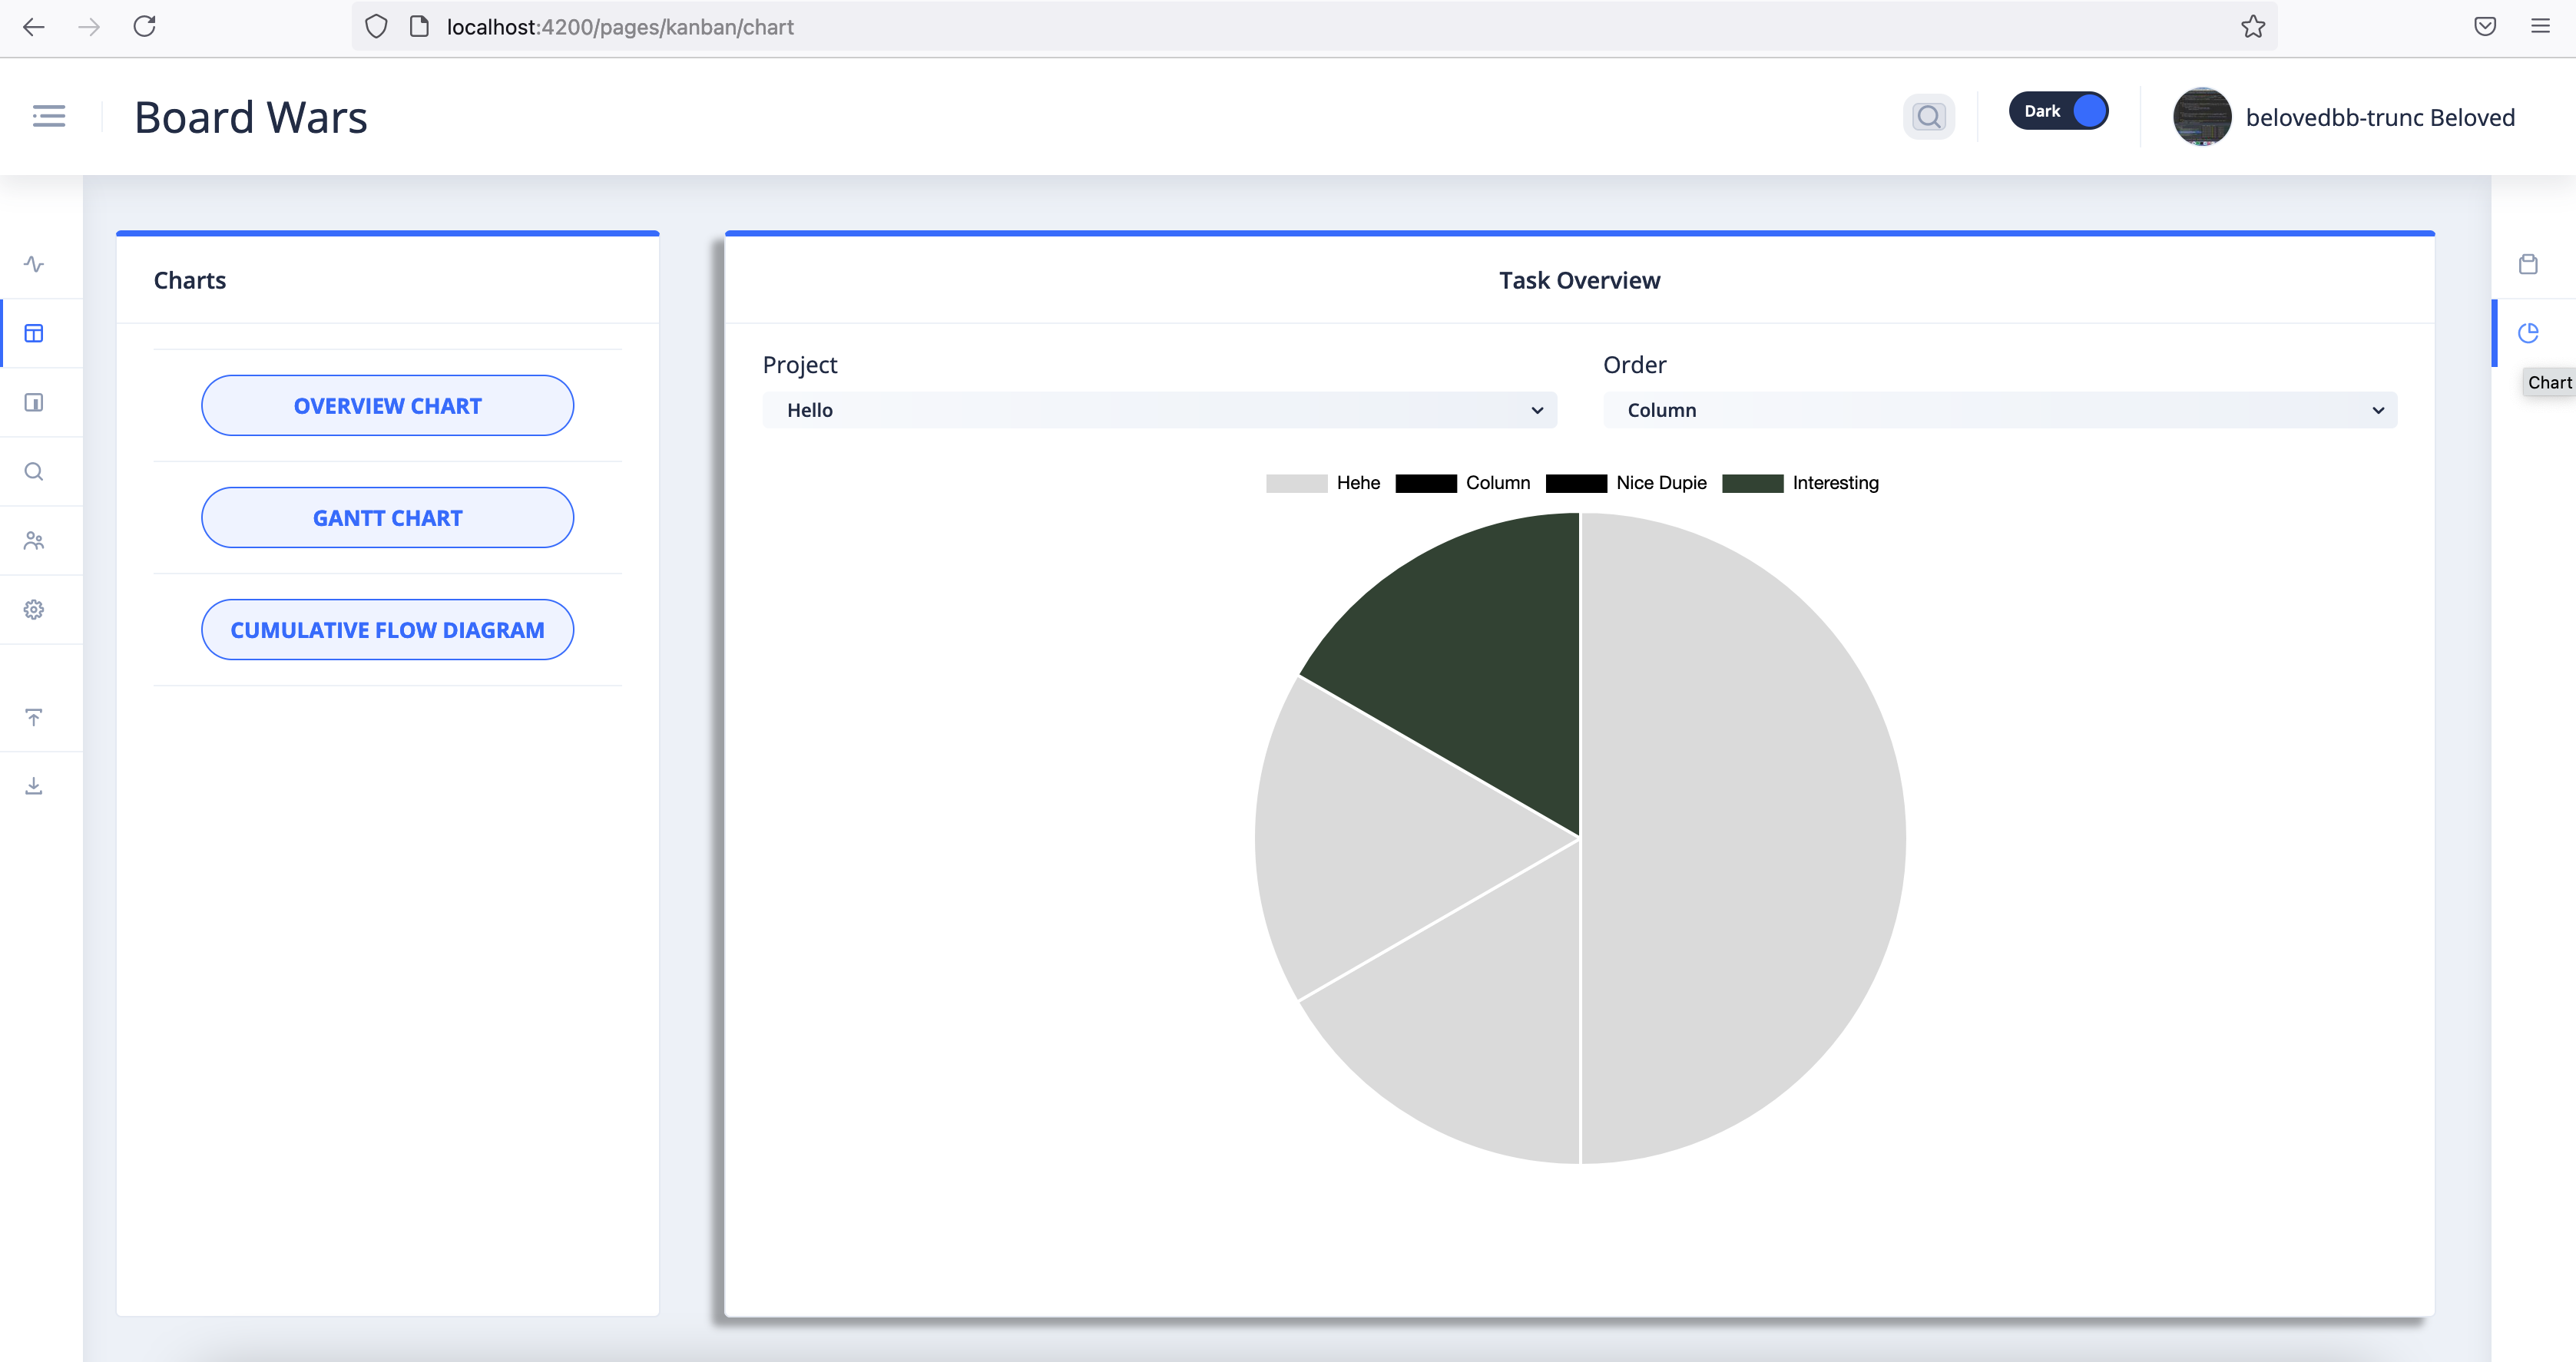 localhost:4200/pages/kanban/chart
Board Wars
Dark
belovedbb-trunc Beloved
Charts
OVERVIEW CHART
GANTT CHART
CUMULATIVE FLOW DIAGRAM
Task Overview
Project
Order
Hello
Column
Hehe
Column
Nice Dupie
Interesting
Chart